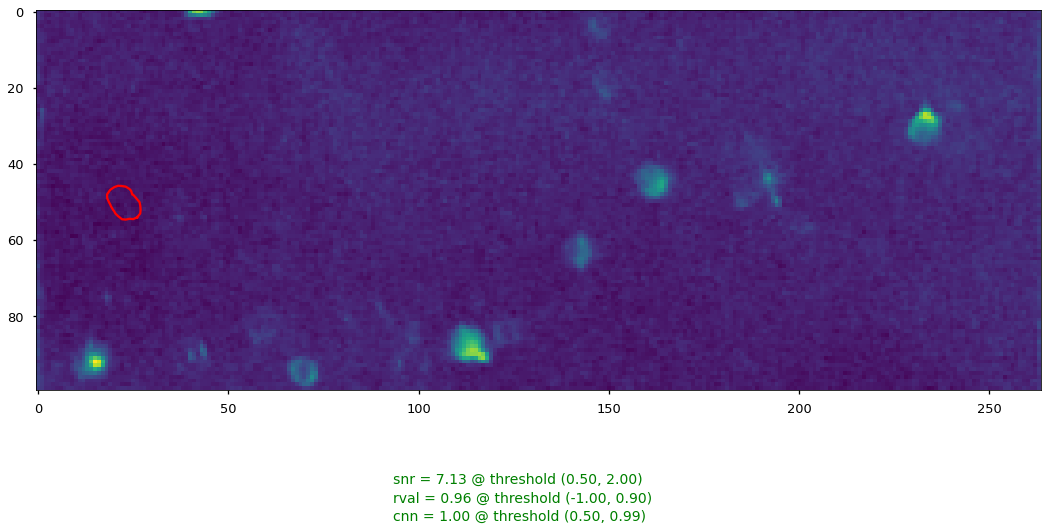 0
20
40
60
80
0 50 100 150 200 250
snr = 7.13 @ threshold (0.50, 2.00)
rval = 0.96 @ threshold (-1.00, 0.90)
cnn = 1.00 @ threshold (0.50, 0.99)